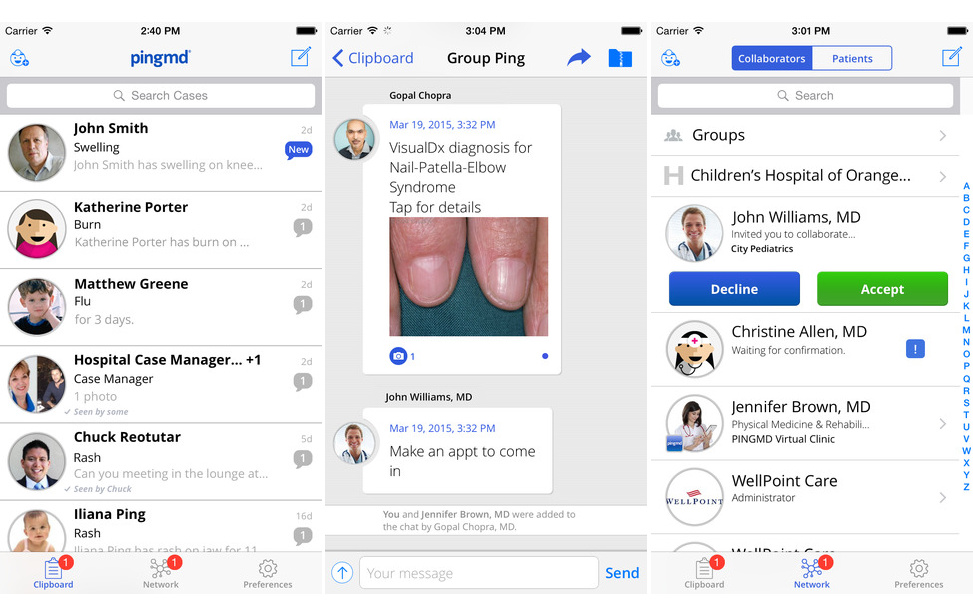 Carrier 2:40 PM
pingmd
Search Cases
John Smith 2d
Swelling New
John Smith has swelling on knee...
Katherine Porter 2d
Burn 1
Katherine Porter has burn on ...
Matthew Greene 2d
Flu 1
for 3 days.
Hospital Case Manager... +1 2d
Case Manager 1
1 photo
✓ Seen by some
Chuck Reotutar 5d
Rash 1
Can you meeting in the lounge at...
✓ Seen by Chuck
Iliana Ping 16d
Rash 1
Iliana Ping has rash on jaw for 11
1 1
Clipboard Network Preferences
Carrier 3:04 PM
Clipboard Group Ping
Gopal Chopra
Mar 19, 2015, 3:32 PM
VisualDx diagnosis for
Nail-Patella-Elbow
Syndrome
Tap for details
1
John Williams, MD
Mar 19, 2015, 3:32 PM
Make an appt to come
in
You and Jennifer Brown, MD were added to
the chat by Gopal Chopra, MD.
Your message Send
Carrier 3:01 PM
Collaborators Patients
Search
Groups
H Children's Hospital of Orange...
John Williams, MD
Invited you to collaborate...
City Pediatrics
Decline Accept
Christine Allen, MD
Waiting for confirmation. !
Jennifer Brown, MD
Physical Medicine & Rehabili...
pingmd PINGMD Virtual Clinic
WellPoint Care
WELLPOINT Administrator
WellPoint Care
A
B
C
D
E
F
G
H
I
J
K
L
M
N
O
P
Q
R
S
T
U
V
W
X
Y
Z
1 1
Clipboard Network Preferences